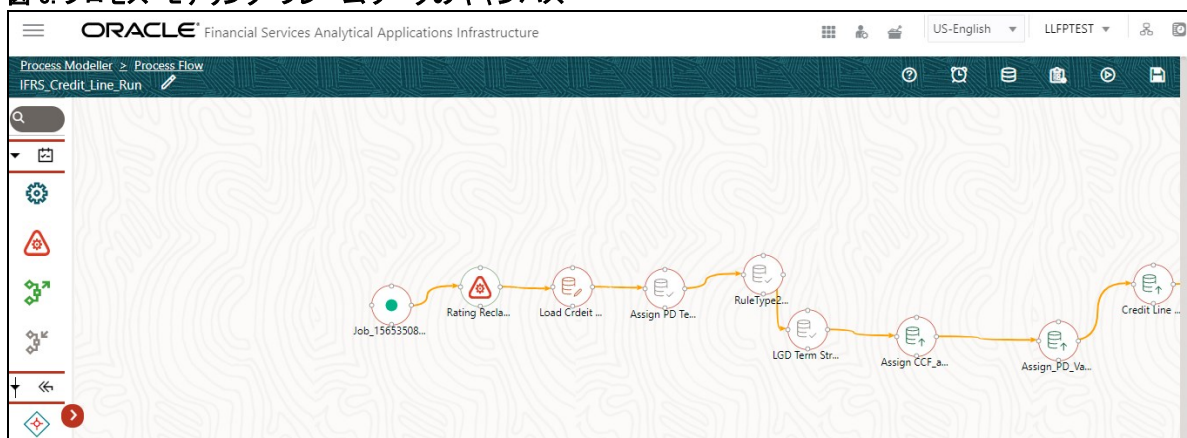 ORACLE® Financial Services Analytical Applications Infrastructure
US-English
LLFPTEST
Process Modeller > Process Flow
IFRS_Credit_Line_Run
Job_15653508...
Rating Recla...
Load Crdeit ...
Assign PD Te...
RuleType2...
LGD Term Str...
Assign CCF_a...
Assign_PD_Va...
Credit Line ...